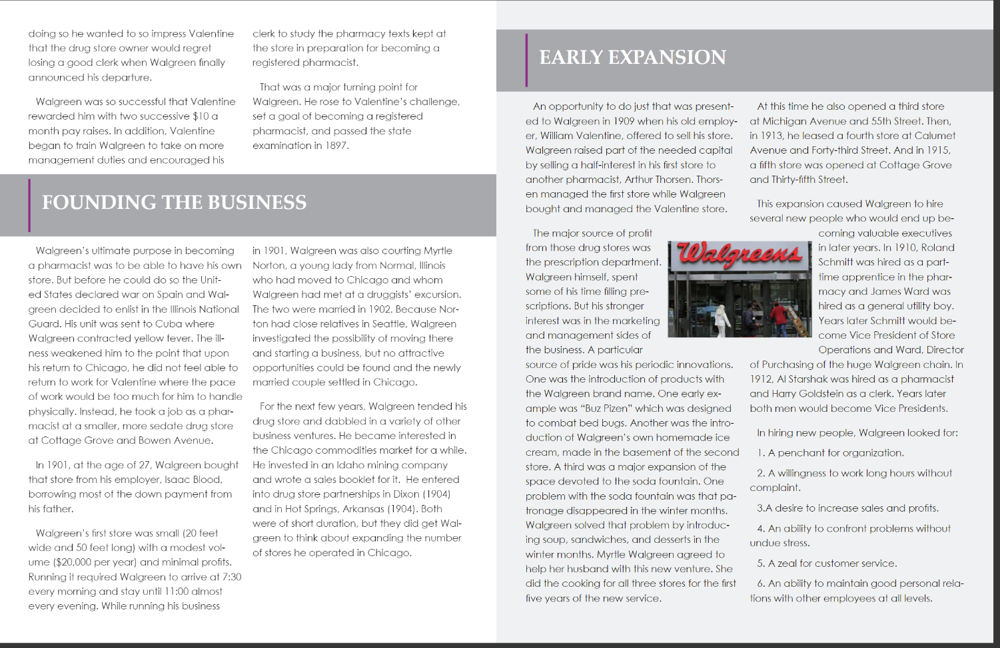 doing so he wanted to so impress Valentine
that the drug store owner would regret
losing a good clerk when Walgreen finally
announced his departure.
Walgreen was so successful that Valentine
rewarded him with two successive $10 a
month pay raises. In addition, Valentine
began to train Walgreen to take on more
management duties and encouraged his
clerk to study the pharmacy texts kept at
the store in preparation for becoming a
registered pharmacist.
That was a major turning point for
Walgreen. He rose to Valentine's challenge,
set a goal of becoming a registered
pharmacist, and passed the state
examination in 1897.
FOUNDING THE BUSINESS
Walgreen's ultimate purpose in becoming
a pharmacist was to be able to have his own
store. But before he could do so the Unit-
ed States declared war on Spain and Wal-
green decided to enlist in the Illinois National
Guard. His unit was sent to Cuba where
Walgreen contracted yellow fever. The ill-
ness weakened him to the point that upon
his return to Chicago, he did not feel able to
return to work for Valentine where the pace
of work would be too much for him to handle
physically. Instead, he took a job as a phar-
macist at a smaller, more sedate drug store
at Cottage Grove and Bowen Avenue.
In 1901, at the age of 27, Walgreen bought
that store from his employer, Isaac Blood,
borrowing most of the down payment from
his father.
Walgreen's first store was small (20 feet
wide and 50 feet long) with a modest vol-
ume ($20,000 per year) and minimal profits.
Running it required Walgreen to arrive at 7:30
every morning and stay until 11:00 almost
every evening. While running his business
in 1901, Walgreen was also courting Myrtle
Norton, a young lady from Normal, Illinois
who had moved to Chicago and whom
Walgreen had met at a druggists' excursion.
The two were married in 1902. Because Nor-
ton had close relatives in Seattle, Walgreen
investigated the possibility of moving there
and starting a business, but no attractive
opportunities could be found and the newly
married couple settled in Chicago.
For the next few years, Walgreen tended his
drug store and dabbled in a variety of other
business ventures. He became interested in
the Chicago commodities market for a while.
He invested in an Idaho mining company
and wrote a sales booklet for it.  He entered
into drug store partnerships in Dixon (1904)
and in Hot Springs, Arkansas (1904). Both
were of short duration, but they did get Wal-
green to think about expanding the number
of stores he operated in Chicago.
EARLY EXPANSION
An opportunity to do just that was present-
ed to Walgreen in 1909 when his old employ-
er, William Valentine, offered to sell his store.
Walgreen raised part of the needed capital
by selling a half-interest in his first store to
another pharmacist, Arthur Thorsen. Thors-
en managed the first store while Walgreen
bought and managed the Valentine store.
The major source of profit
from those drug stores was
the prescription department.
Walgreen himself, spent
some of his time filling pre-
scriptions. But his stronger
interest was in the marketing
and management sides of
the business. A particular
source of pride was his periodic innovations.
One was the introduction of products with
the Walgreen brand name. One early ex-
ample was “Buz Pizen” which was designed
to combat bed bugs. Another was the intro-
duction of Walgreen's own homemade ice
cream, made in the basement of the second
store. A third was a major expansion of the
space devoted to the soda fountain. One
problem with the soda fountain was that pa-
tronage disappeared in the winter months.
Walgreen solved that problem by introduc-
ing soup, sandwiches, and desserts in the
winter months. Myrtle Walgreen agreed to
help her husband with this new venture. She
did the cooking for all three stores for the first
five years of the new service.
Walgreens
At this time he also opened a third store
at Michigan Avenue and 55th Street. Then,
in 1913, he leased a fourth store at Calumet
Avenue and Forty-third Street. And in 1915,
a fifth store was opened at Cottage Grove
and Thirty-fifth Street.
This expansion caused Walgreen to hire
several new people who would end up be-
coming valuable executives
in later years. In 1910, Roland
Schmitt was hired as a part-
time apprentice in the phar-
macy and James Ward was
hired as a general utility boy.
Years later Schmitt would be-
come Vice President of Store
Operations and Ward, Director
of Purchasing of the huge Walgreen chain. In
1912, Al Starshak was hired as a pharmacist
and Harry Goldstein as a clerk. Years later
both men would become Vice Presidents.
In hiring new people, Walgreen looked for:
1. A penchant for organization.
2. A willingness to work long hours without
complaint.
3.A desire to increase sales and profits.
4. An ability to confront problems without
undue stress.
5. A zeal for customer service.
6. An ability to maintain good personal rela-
tions with other employees at all levels.